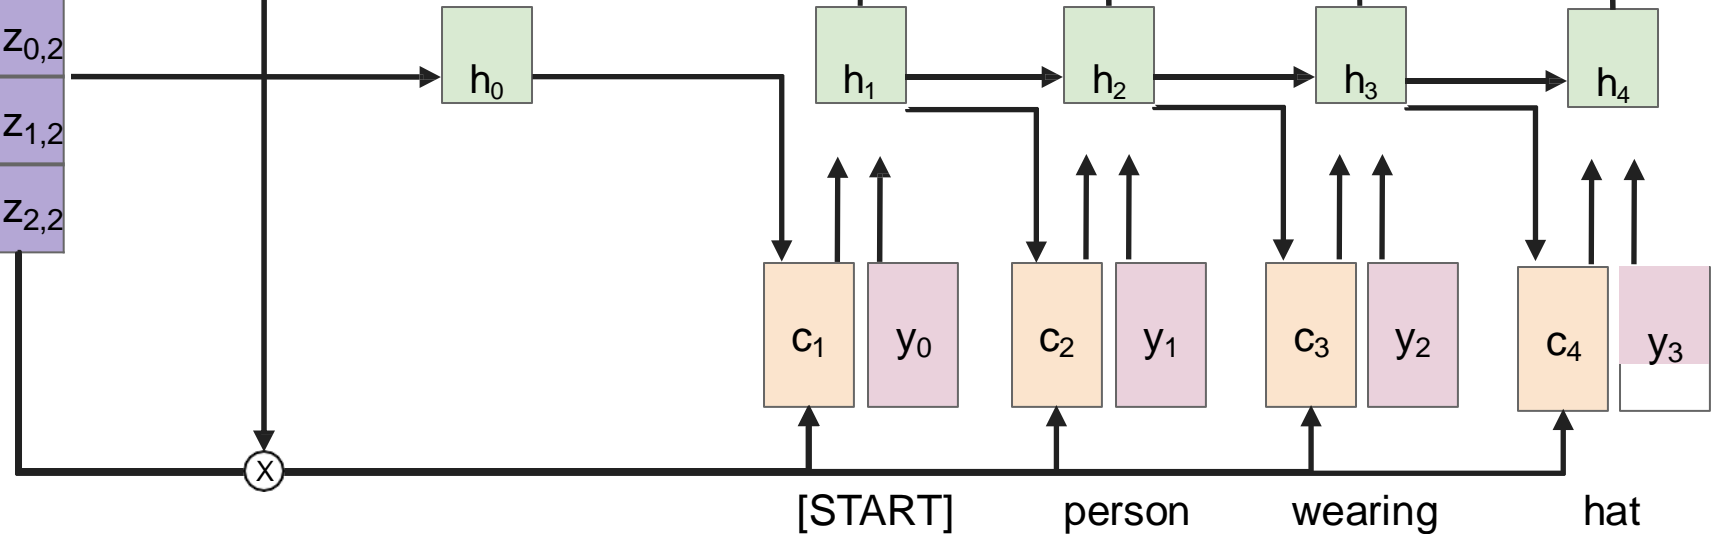 z0,2
h0 h1 h2 h3 h4
z1,2
z2,2
c1 y0 c2 y1 c3 y2 c4 y3
X
[START] person wearing hat